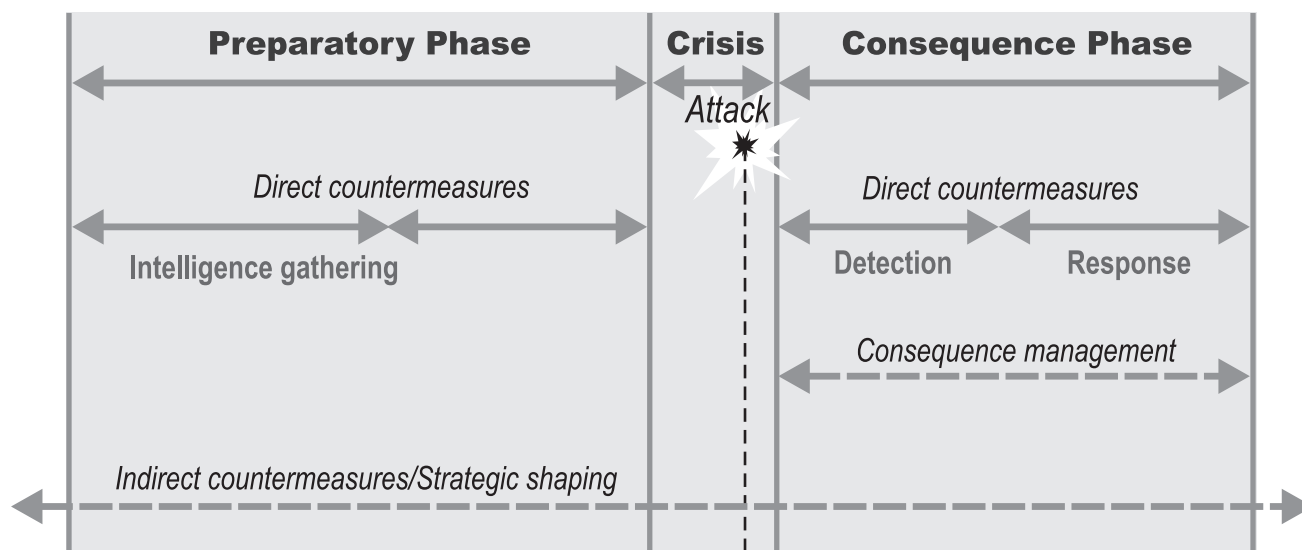 Preparatory Phase
Crisis
Consequence Phase
Attack
Direct countermeasures
Direct countermeasures
Intelligence gathering
Detection
Response
Consequence management
Indirect countermeasures/Strategic shaping